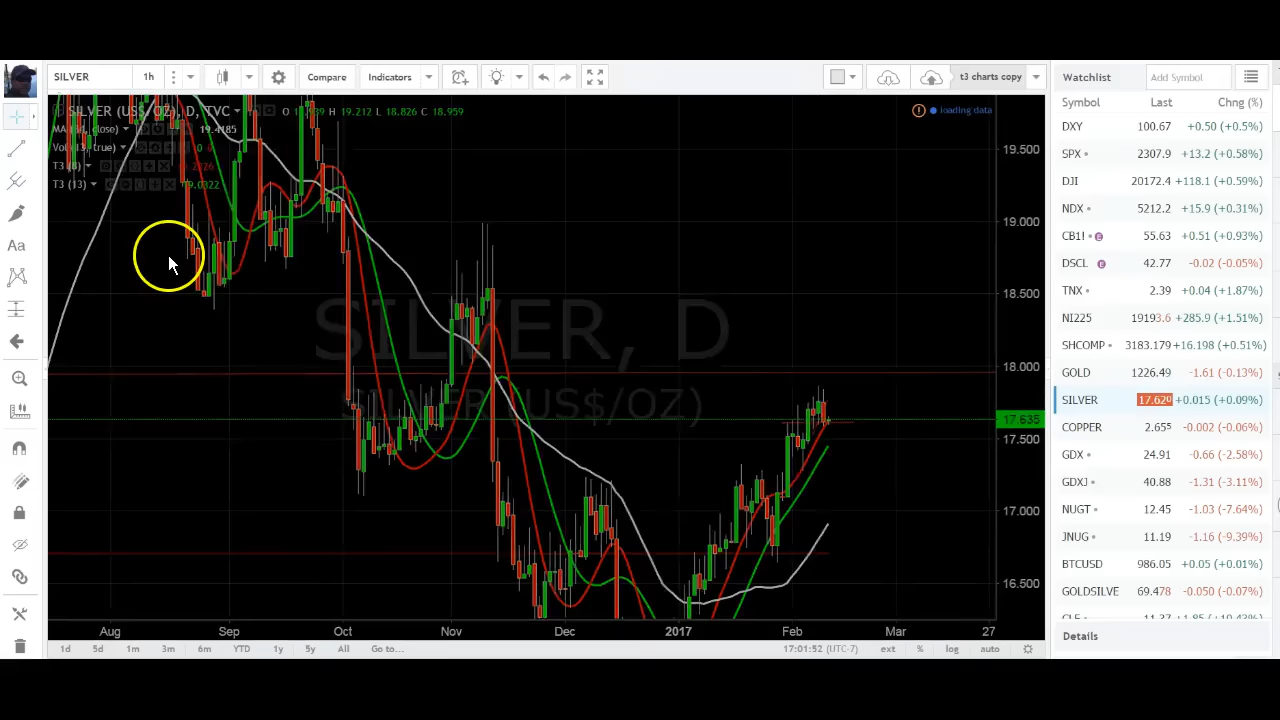 SILVER 1h Compare Indicators t3 charts copy
SILVER (US$/OZ), D, TVC H 19.212 L 18.826 C 18.959
loading data
19.4185
0
T3 (8)
T3 (13)
SILVER, D
SILVER (US$/OZ)
19.500
19.000
18.500
18.000
17.635
17.500
17.000
16.500
Aug Sep Oct Nov Dec 2017 Feb Mar 27
1d 5d 1m 3m 6m YTD 1y 5y All Go to... 17:01:52 (UTC-7) ext % log auto
Aa
Watchlist Add Symbol
Symbol Last Chng (%)
DXY 100.67 +0.50 (+0.5%)
SPX 2307.9 +13.2 (+0.58%)
DJI 20172.4 +118.1 (+0.59%)
NDX 5212.2 +15.9 (+0.31%)
CB1! E 55.63 +0.51 (+0.93%)
DSCL E 42.77 -0.02 (-0.05%)
TNX 2.39 +0.04 (+1.87%)
NI225 19193.6 +285.9 (+1.51%)
SHCOMP 3183.179 +16.198 (+0.51%)
GOLD 1226.49 -1.61 (-0.13%)
SILVER 17.620 +0.015 (+0.09%)
COPPER 2.655 -0.002 (-0.06%)
GDX 24.91 -0.66 (-2.58%)
GDXJ 40.88 -1.31 (-3.11%)
NUGT 12.45 -1.03 (-7.64%)
JNUG 11.19 -1.16 (-9.39%)
BTCUSD 986.05 +0.05 (+0.01%)
GOLDSILVE 69.478 -0.050 (-0.07%)
Details